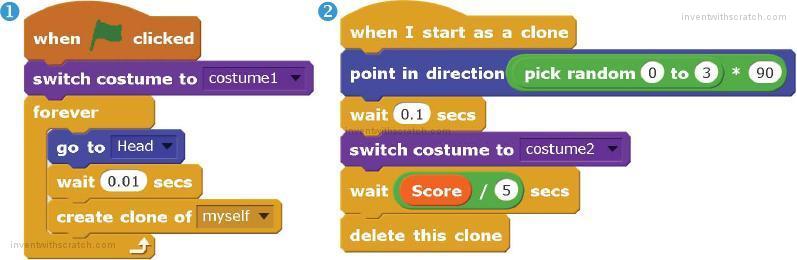 1
when clicked
switch costume to costume1
forever
go to Head
wait 0.01 secs
create clone of myself
inventwithscratch.com
2
inventwithscratch.com
when I start as a clone
point in direction pick random 0 to 3 * 90
wait 0.1 secs
inventwithscratch.com
switch costume to costume2
wait Score / 5 secs
delete this clone
inventwithscratch.com